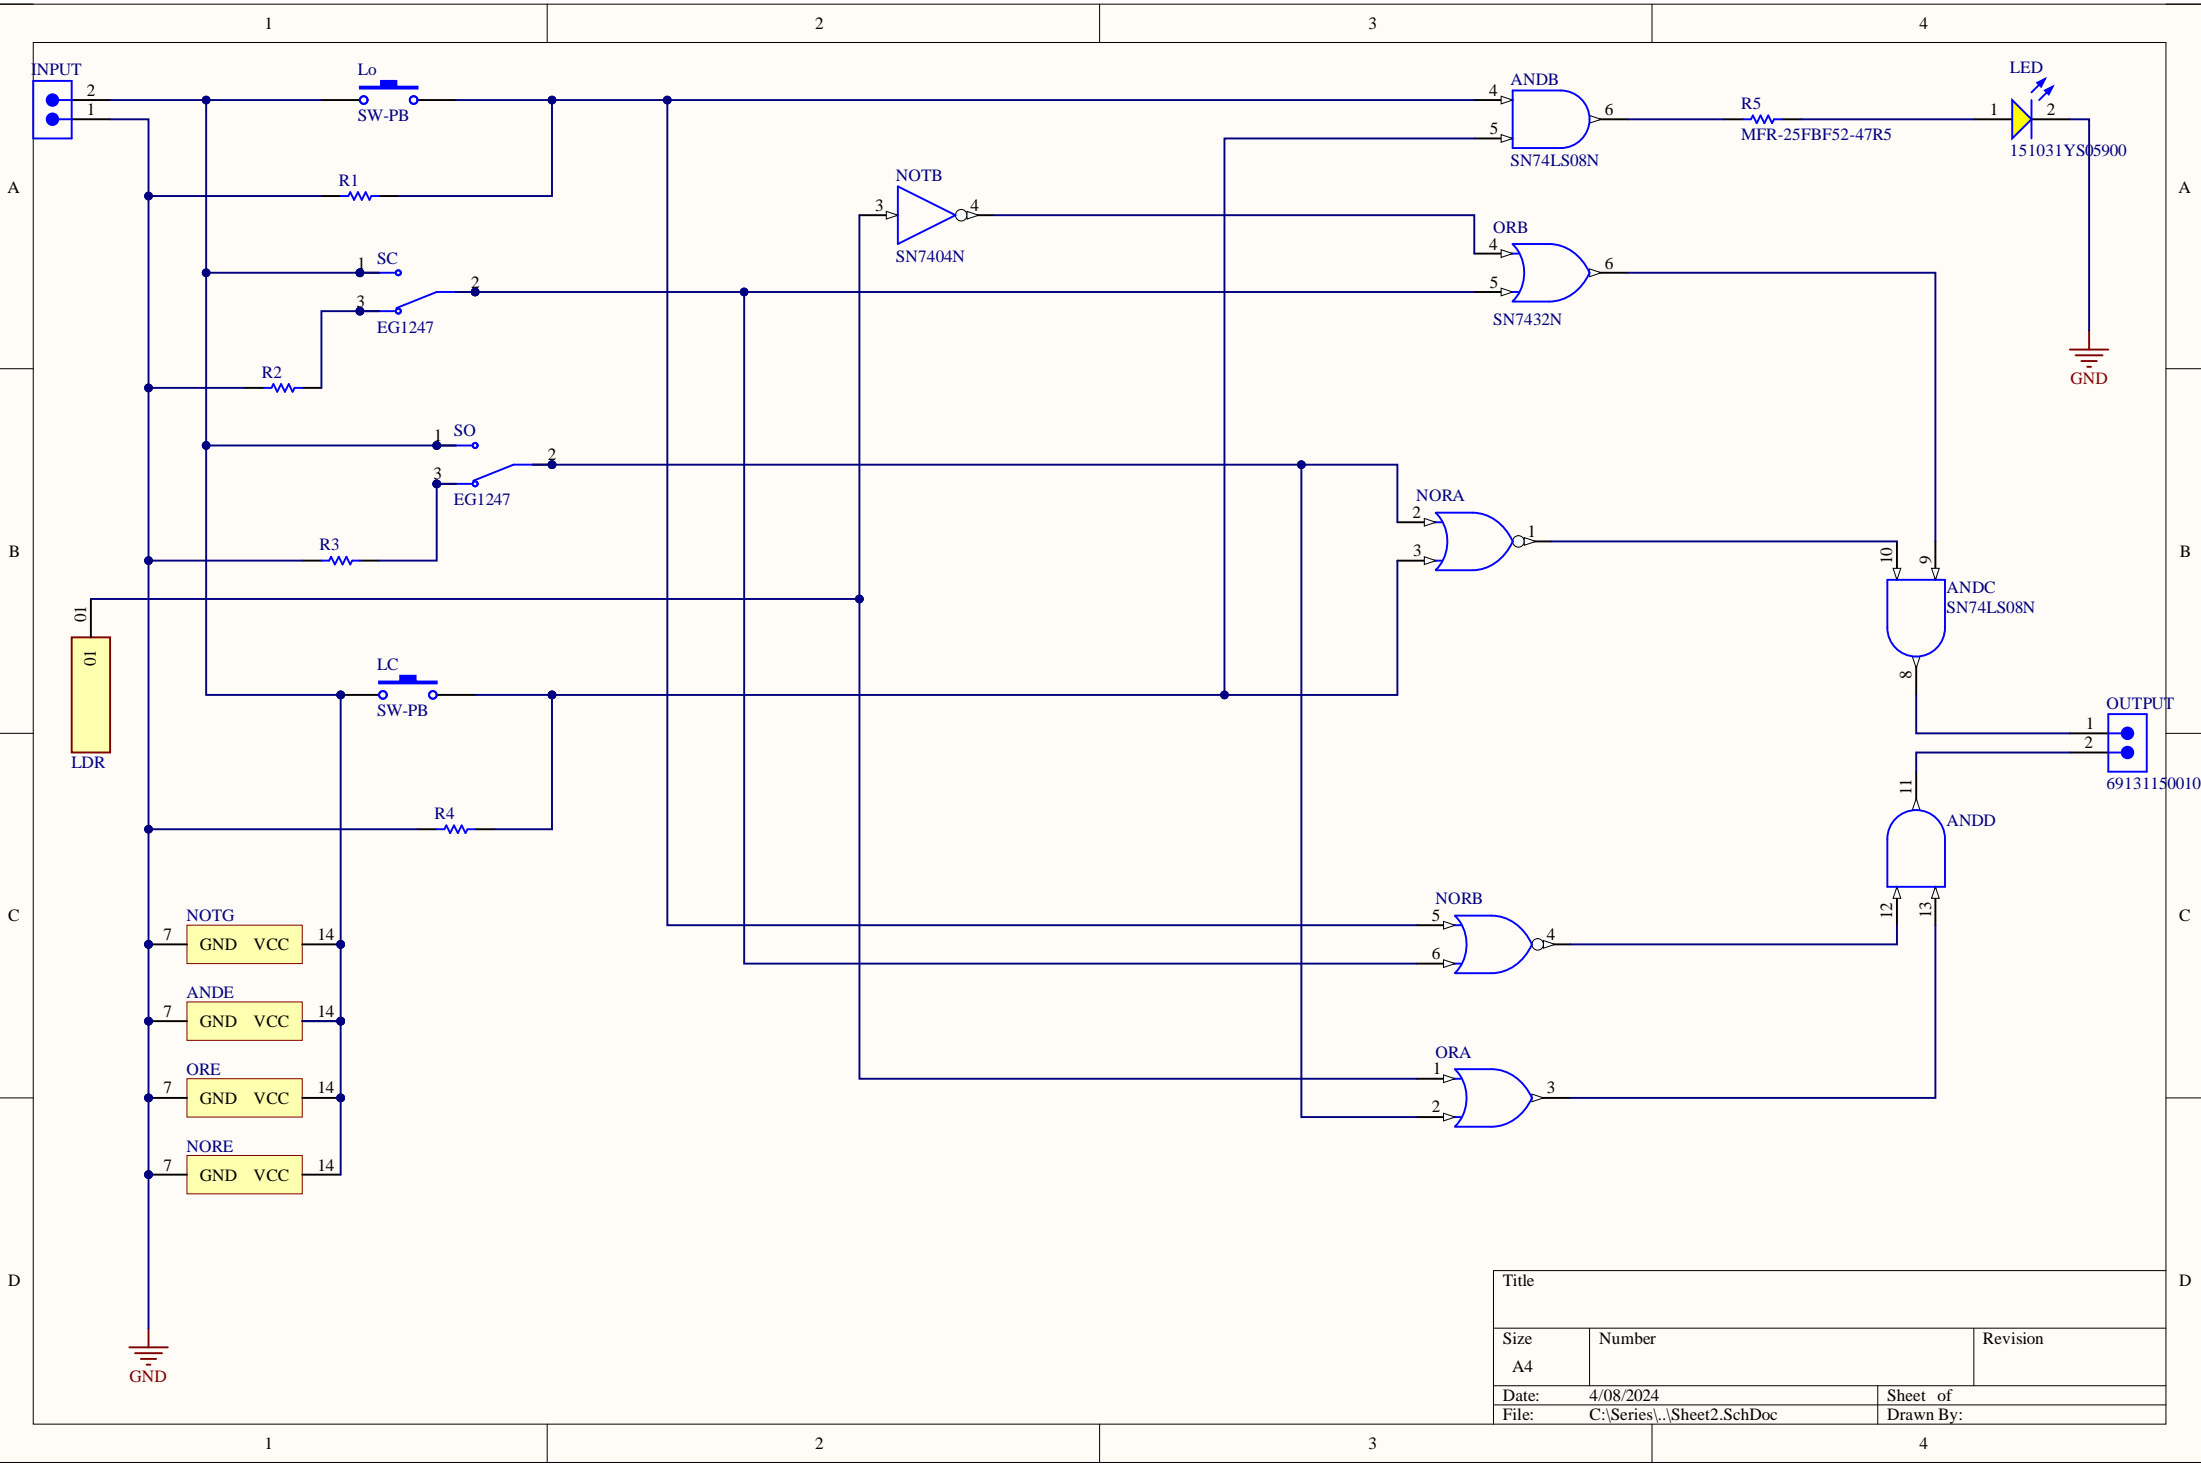 1 2 3 4
INPUT
2
1
Lo
SW-PB
ANDB
4
5
6
SN74LS08N
R5
MFR-25FBF52-47R5
LED
1 2
151031YS05900
A A
R1
NOTB
3 4
SN7404N
ORB
4
5
6
SN7432N
SC
1
2
3
EG1247
GND
R2
SO
1
2
3
EG1247
NORA
2
3
1
B B
R3
10 9
ANDC
SN74LS08N
8
01
01
LDR
LC
SW-PB
OUTPUT
1
2
69131150010
R4
11
ANDD
12 13
C C
NOTG
7 GND VCC 14
NORB
5
6
4
ANDE
7 GND VCC 14
ORE
7 GND VCC 14
ORA
1
2
3
NORE
7 GND VCC 14
D D
GND
Title
Size Number Revision
A4
Date: 4/08/2024 Sheet of
File: C:\Series\..\Sheet2.SchDoc Drawn By:
1 2 3 4